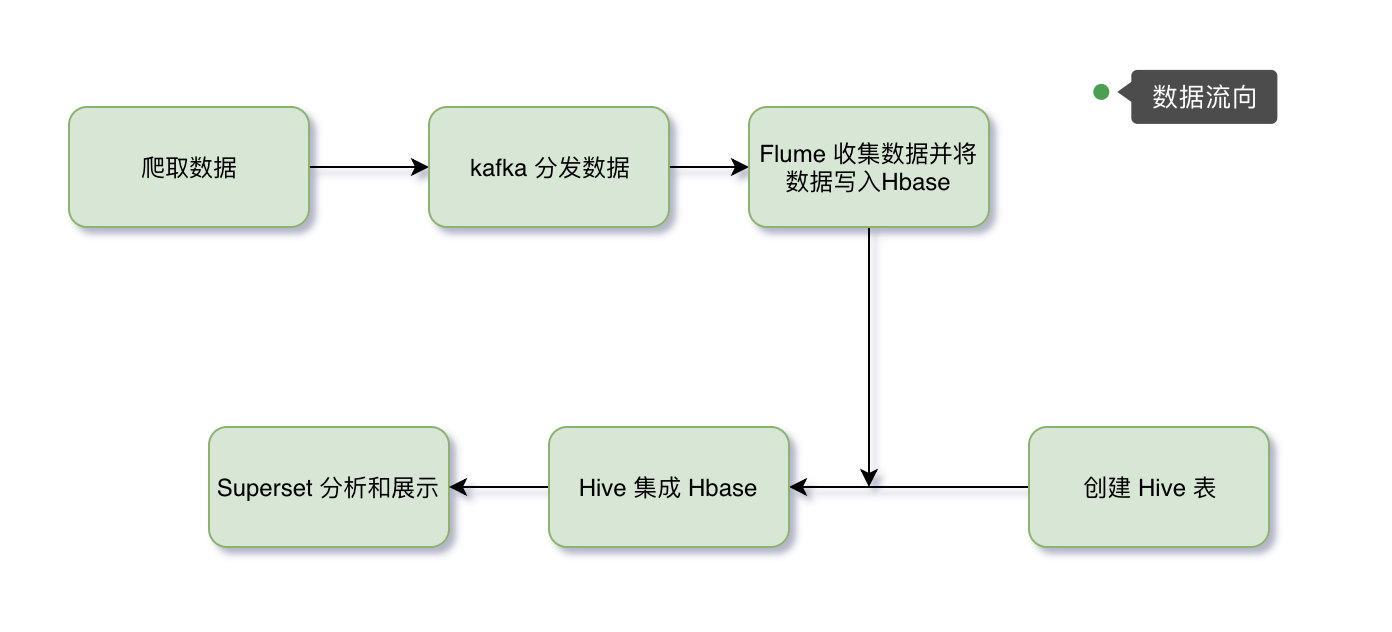 数据流向
爬取数据
kafka 分发数据
Flume 收集数据并将
数据写入Hbase
Superset 分析和展示
Hive 集成 Hbase
创建 Hive 表